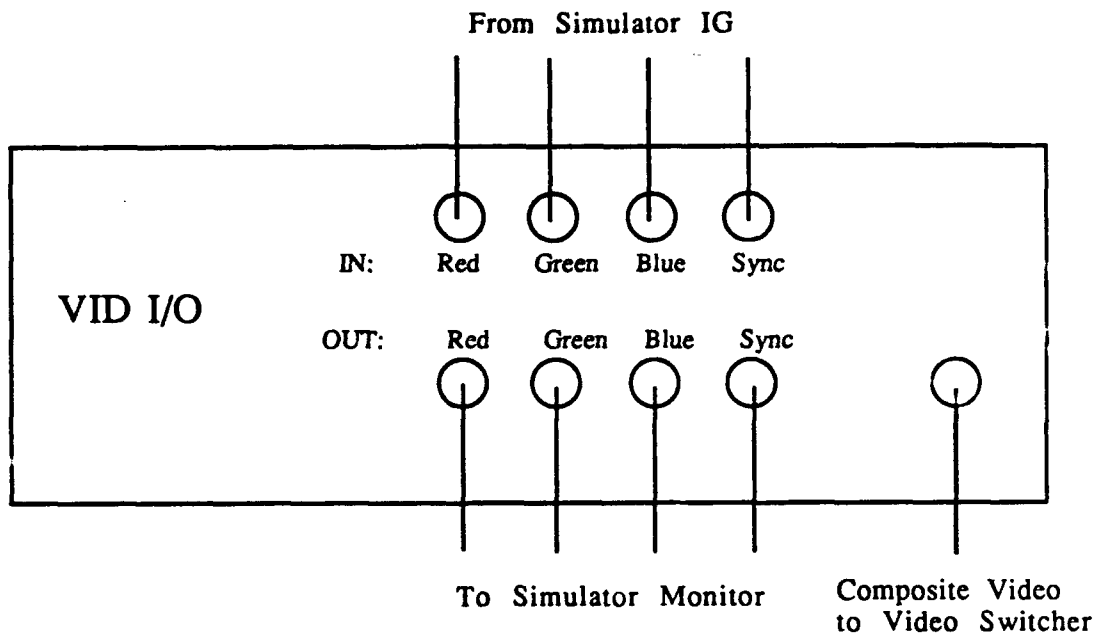 From Simulator IG
IN: Red Green Blue Sync
VID I/O
OUT: Red Green Blue Sync
To Simulator Monitor
Composite Video
to Video Switcher